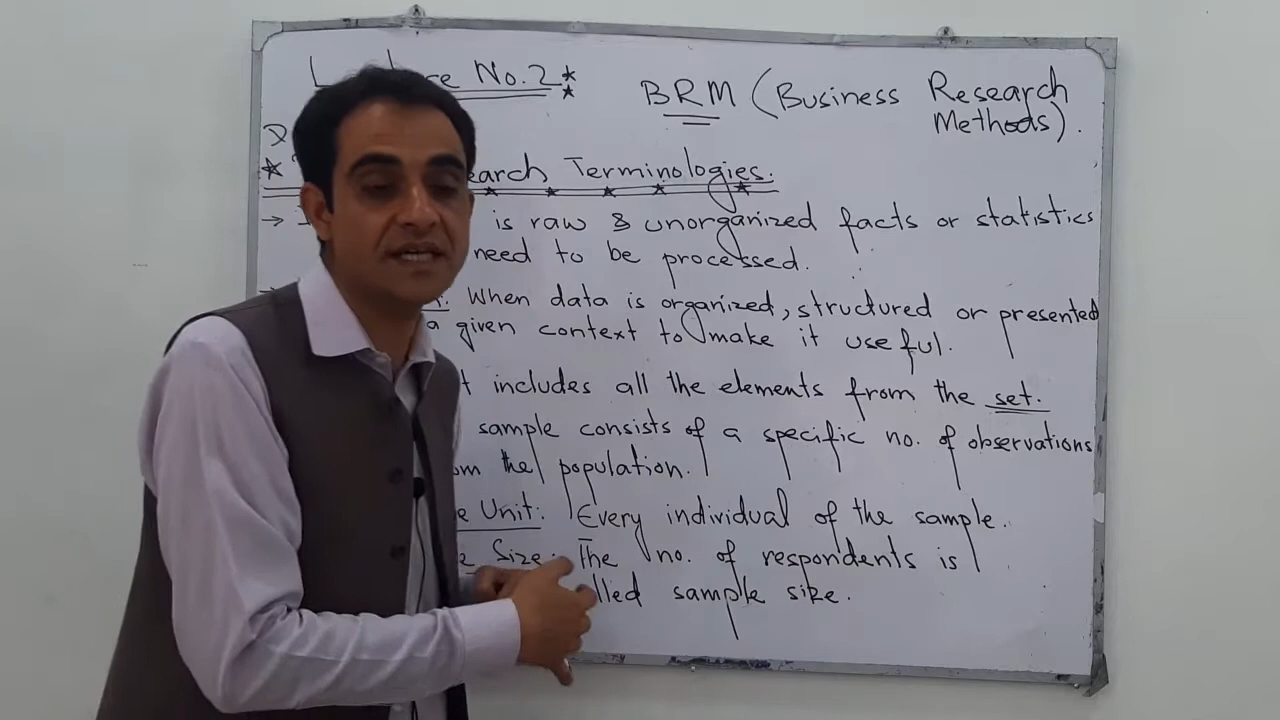 No.2
BRM (Business Research
Methods).
Terminologies.
is raw & unorganized facts or statistics
need to be processed.
When data is organized, structured or presented
a given context to make it useful.
includes all the elements from the set.
sample consists of a specific no. of observations
the population.
Unit: Every individual of the sample.
Size: The no. of respondents is
sample size.